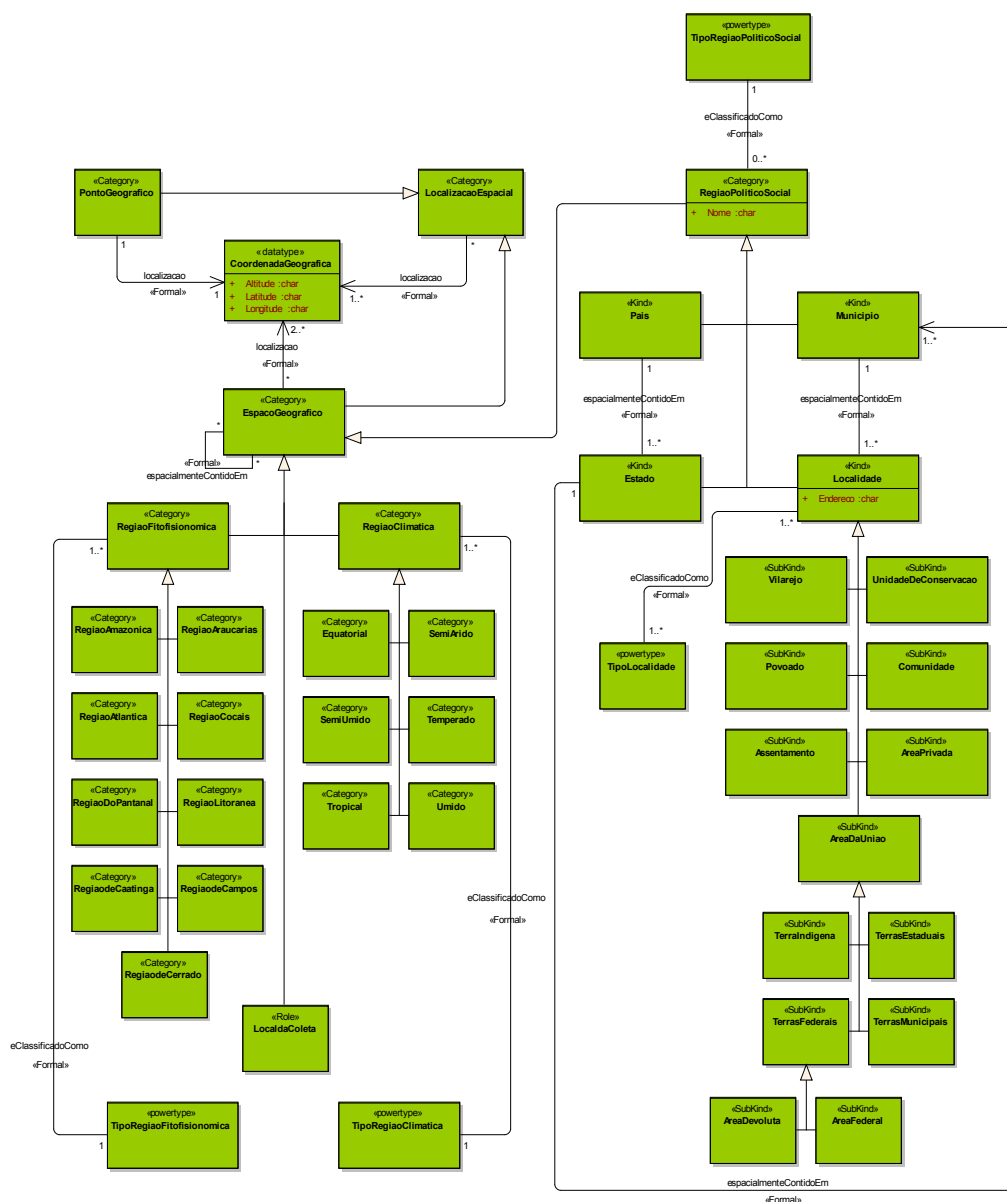 «powertype»
TipoRegiaoPoliticoSocial
1
eClassificadoComo
«Formal»
0..*
«Category»
PontoGeografico
«Category»
LocalizacaoEspacial
«Category»
RegiaoPoliticoSocial
+ Nome :char
1
*
«datatype»
CoordenadaGeografica
+ Altitude :char
+ Latitude :char
+ Longitude :char
localizacao
«Formal»
1
localizacao
«Formal»
1..*
2..*
localizacao
«Formal»
*
«Kind»
Pais
«Kind»
Municipio
1..*
1
espacialmenteContidoEm
«Formal»
1..*
1
espacialmenteContidoEm
«Formal»
1..*
«Category»
EspacoGeografico
*
*
«Formal»
espacialmenteContidoEm
«Kind»
Estado
1
«Kind»
Localidade
+ Endereco :char
1..*
«Category»
RegiaoFitofisionomica
1..*
«Category»
RegiaoClimatica
1..*
eClassificadoComo
«Formal»
1..*
«powertype»
TipoLocalidade
«SubKind»
Vilarejo
«SubKind»
UnidadeDeConservacao
«SubKind»
Povoado
«SubKind»
Comunidade
«SubKind»
Assentamento
«SubKind»
AreaPrivada
«Category»
RegiaoAmazonica
«Category»
RegiaoAraucarias
«Category»
Equatorial
«Category»
SemiArido
«Category»
RegiaoAtlantica
«Category»
RegiaoCocais
«Category»
SemiUmido
«Category»
Temperado
«Category»
RegiaoDoPantanal
«Category»
RegiaoLitoranea
«Category»
Tropical
«Category»
Umido
«Category»
RegiaodeCaatinga
«Category»
RegiaodeCampos
«Category»
RegiaodeCerrado
«SubKind»
AreaDaUniao
eClassificadoComo
«Formal»
«SubKind»
TerraIndigena
«SubKind»
TerrasEstaduais
«SubKind»
TerrasFederais
«SubKind»
TerrasMunicipais
«Role»
LocaldaColeta
eClassificadoComo
«Formal»
«powertype»
TipoRegiaoFitofisionomica
1
«powertype»
TipoRegiaoClimatica
1
«SubKind»
AreaDevoluta
«SubKind»
AreaFederal
espacialmenteContidoEm
«Formal»